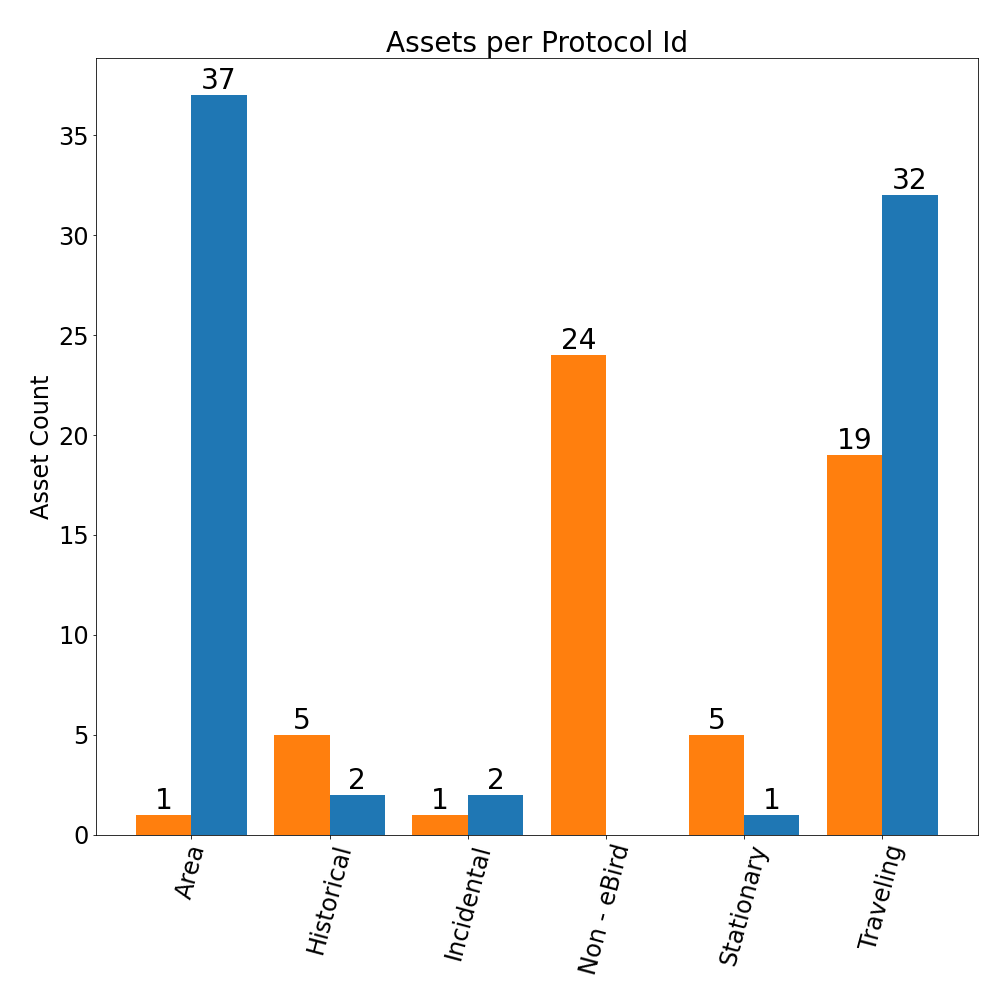 Assets per Protocol Id
Asset Count
35
30
25
20
15
10
5
0
1
37
5
2
1
2
24
5
1
19
32
Area
Historical
Incidental
Non - eBird
Stationary
Traveling